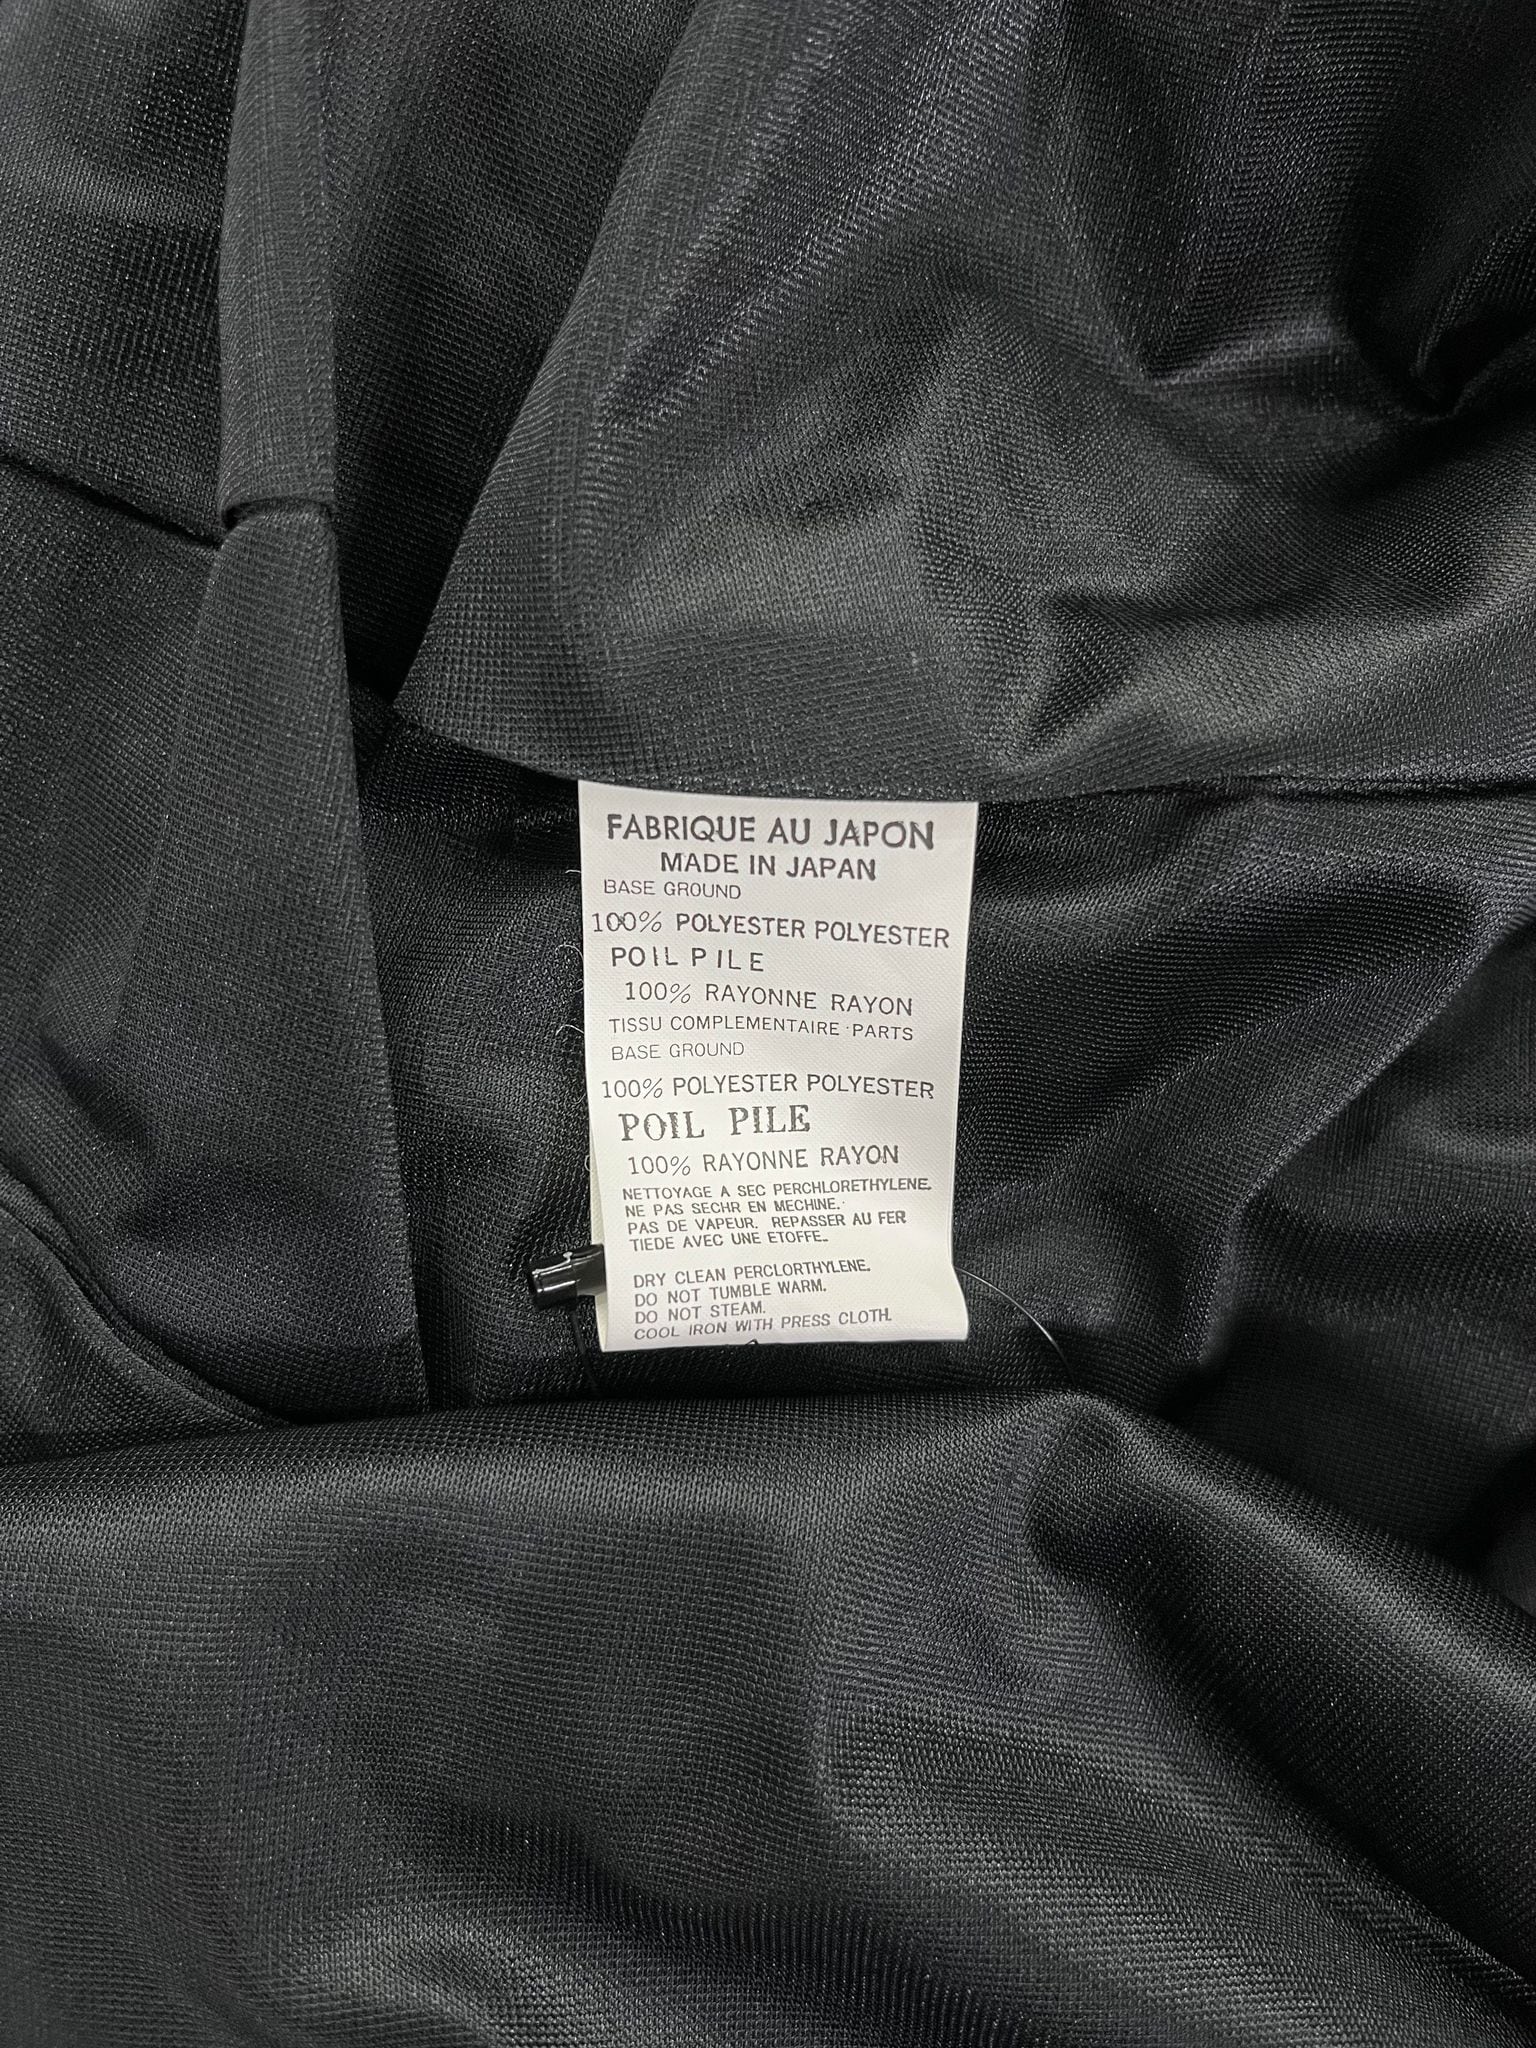 FABRIQUE AU JAPON
MADE IN JAPAN
BASE GROUND
100% POLYESTER POLYESTER
POIL PILE
100% RAYONNE RAYON
TISSU COMPLEMENTAIRE·PARTS
BASE GROUND
100% POLYESTER POLYESTER
POIL PILE
100% RAYONNE RAYON
NETTOYAGE A SEC PERCHLORETHYLENE.
NE PAS SECHR EN MECHINE.
PAS DE VAPEUR. REPASSER AU FER
TIEDE AVEC UNE ETOFFE.
DRY CLEAN PERCLORTHYLENE.
DO NOT TUMBLE WARM.
DO NOT STEAM.
COOL IRON WITH PRESS CLOTH.